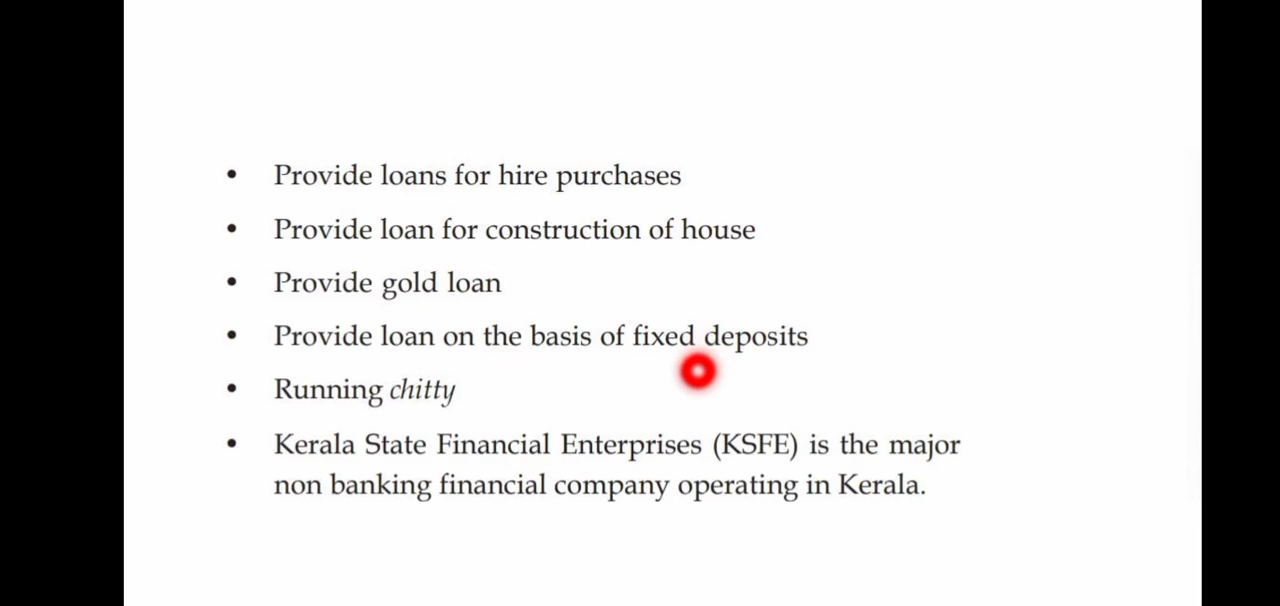 • Provide loans for hire purchases
• Provide loan for construction of house
• Provide gold loan
• Provide loan on the basis of fixed deposits
• Running chitty
• Kerala State Financial Enterprises (KSFE) is the major
non banking financial company operating in Kerala.